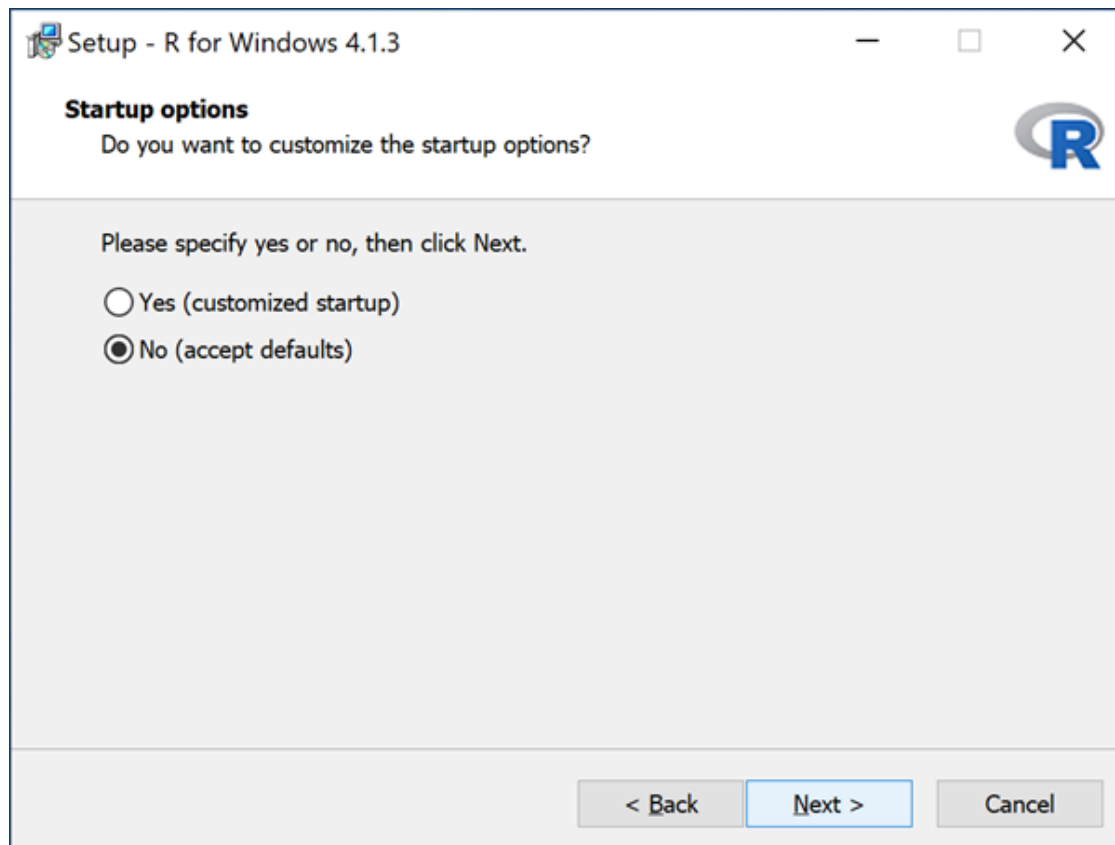 Setup - R for Windows 4.1.3
Startup options
Do you want to customize the startup options?
R
Please specify yes or no, then click Next.
Yes (customized startup)
No (accept defaults)
< Back Next > Cancel